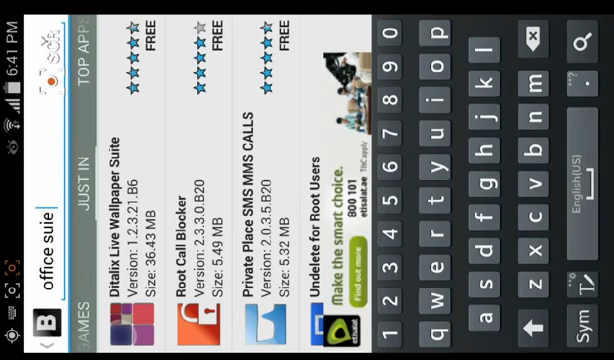 6:41 PM
B office suie
GAMES
JUST IN
TOP APPS
Ditalix Live Wallpaper Suite
Version: 1.2.3.21.B6
Size: 36.43 MB
FREE
Root Call Blocker
Version: 2.3.3.0.B20
Size: 5.49 MB
FREE
Private Place SMS MMS CALLS
Version: 2.0.3.5.B20
Size: 5.32 MB
FREE
Undelete for Root Users
Make the smart choice.
800 101
etisalat.ae
Find out more
etisalat
1 2 3 4 5 6 7 8 9 0
q w e r t y u i o p
a s d f g h j k l
z x c v b n m
Sym
English(US)